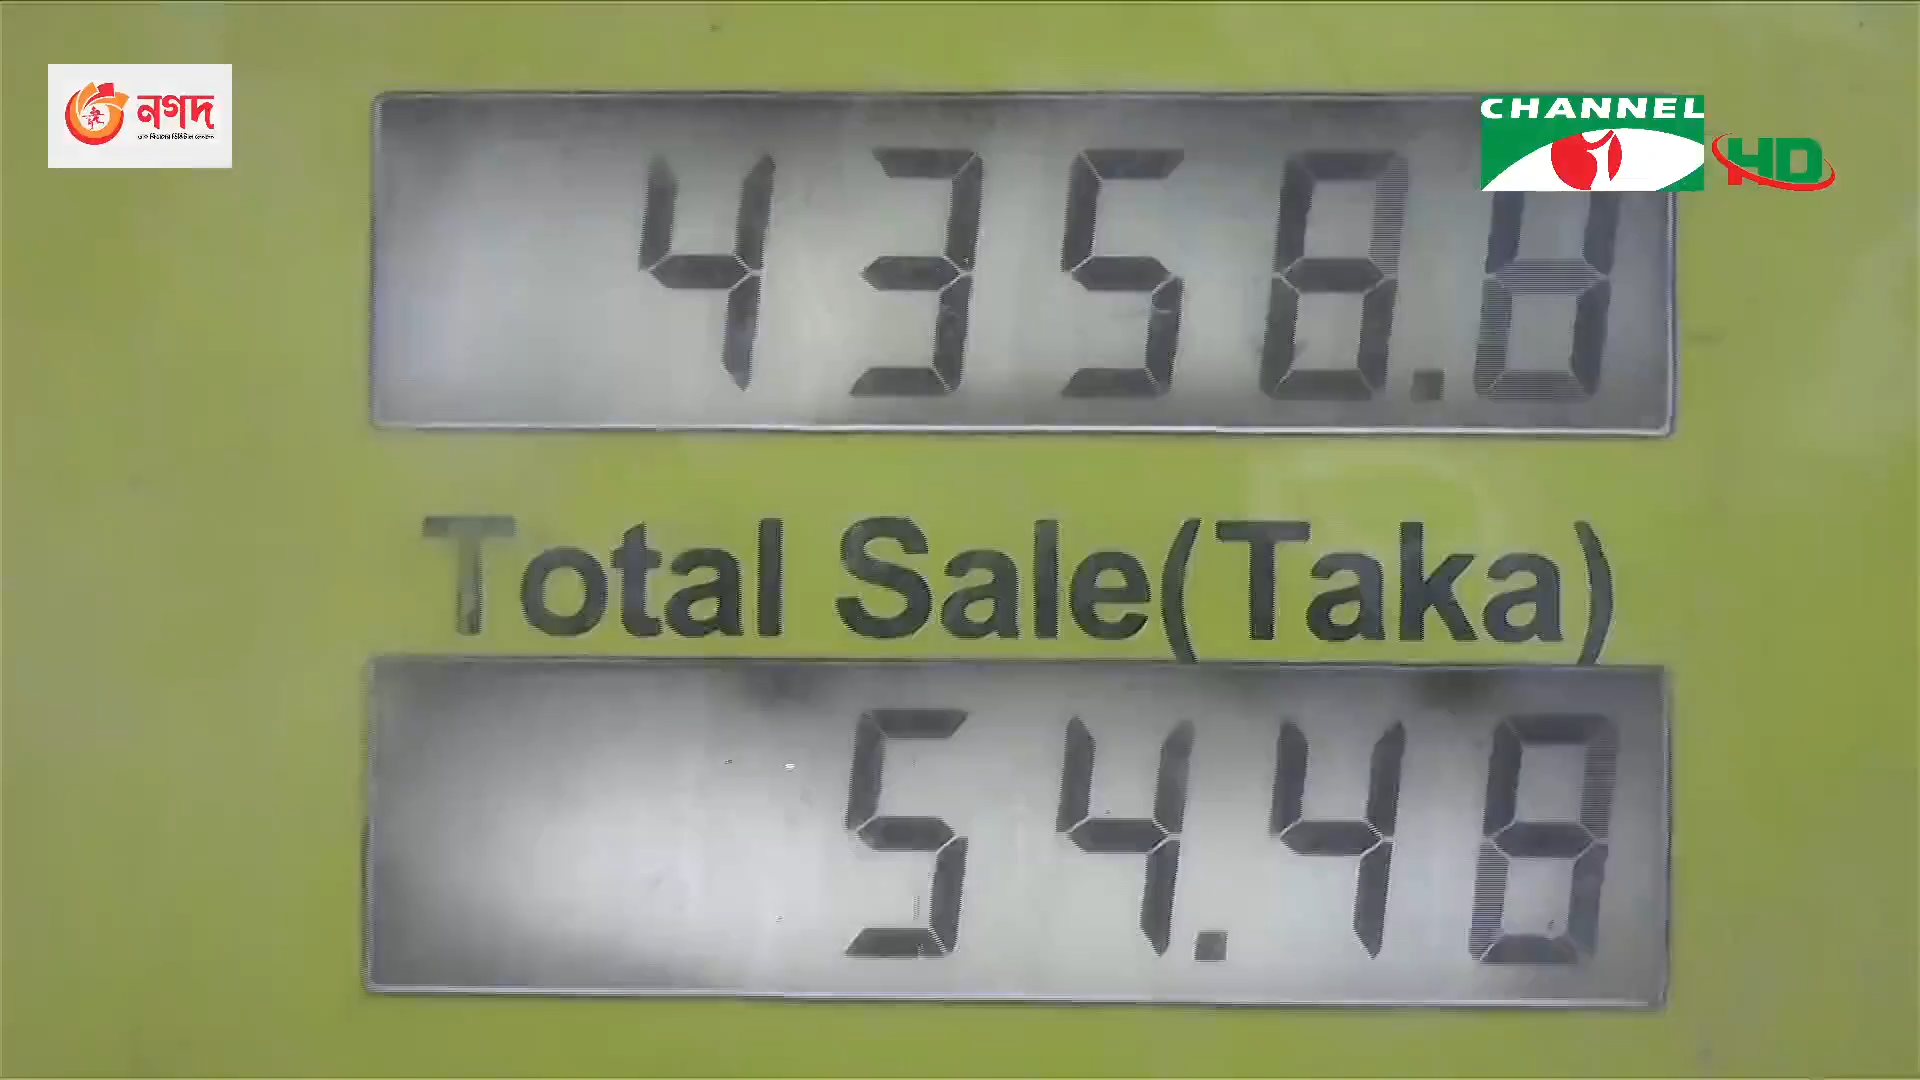 নগদ
CHANNEL
HD
4358.8
Total Sale(Taka)
54.48